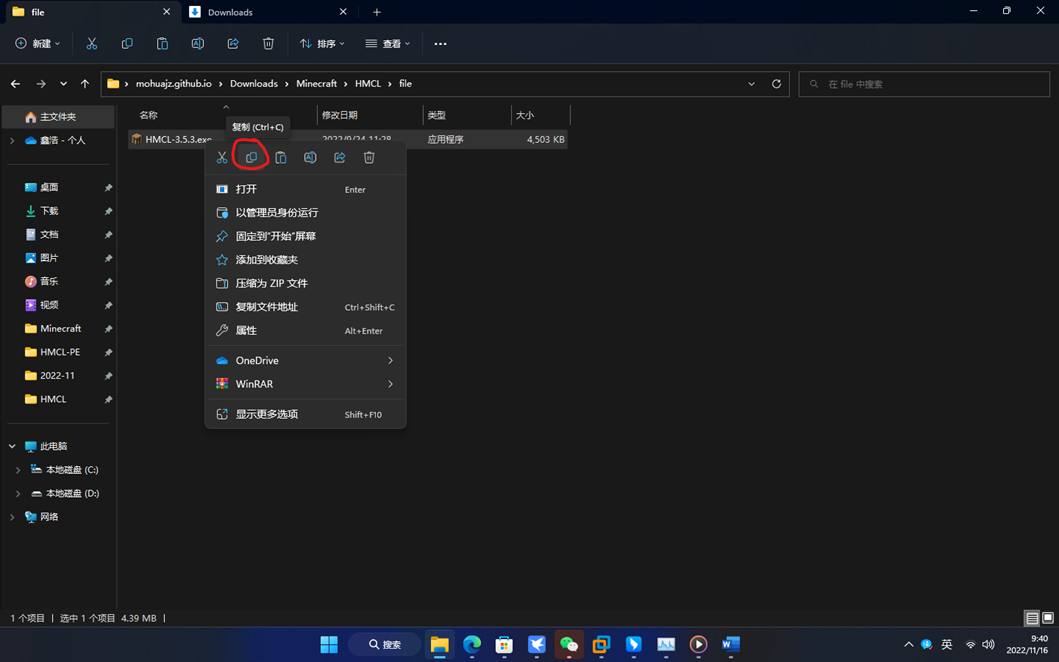 file
Downloads
新建
排序
查看
mohuajz.github.io
Downloads
Minecraft
HMCL
file
在 file 中搜索
主文件夹
鑫浩 - 个人
桌面
下载
文档
图片
音乐
视频
Minecraft
HMCL-PE
2022-11
HMCL
此电脑
本地磁盘 (C:)
本地磁盘 (D:)
网络
名称
修改日期
类型
大小
复制 (Ctrl+C)
HMCL-3.5.3.exe
2022/9/24 11:28
应用程序
4,503 KB
打开 Enter
以管理员身份运行
固定到"开始"屏幕
添加到收藏夹
压缩为 ZIP 文件
复制文件地址 Ctrl+Shift+C
属性 Alt+Enter
OneDrive
WinRAR
显示更多选项 Shift+F10
1 个项目
选中 1 个项目 4.39 MB
搜索
英
9:40
2022/11/16